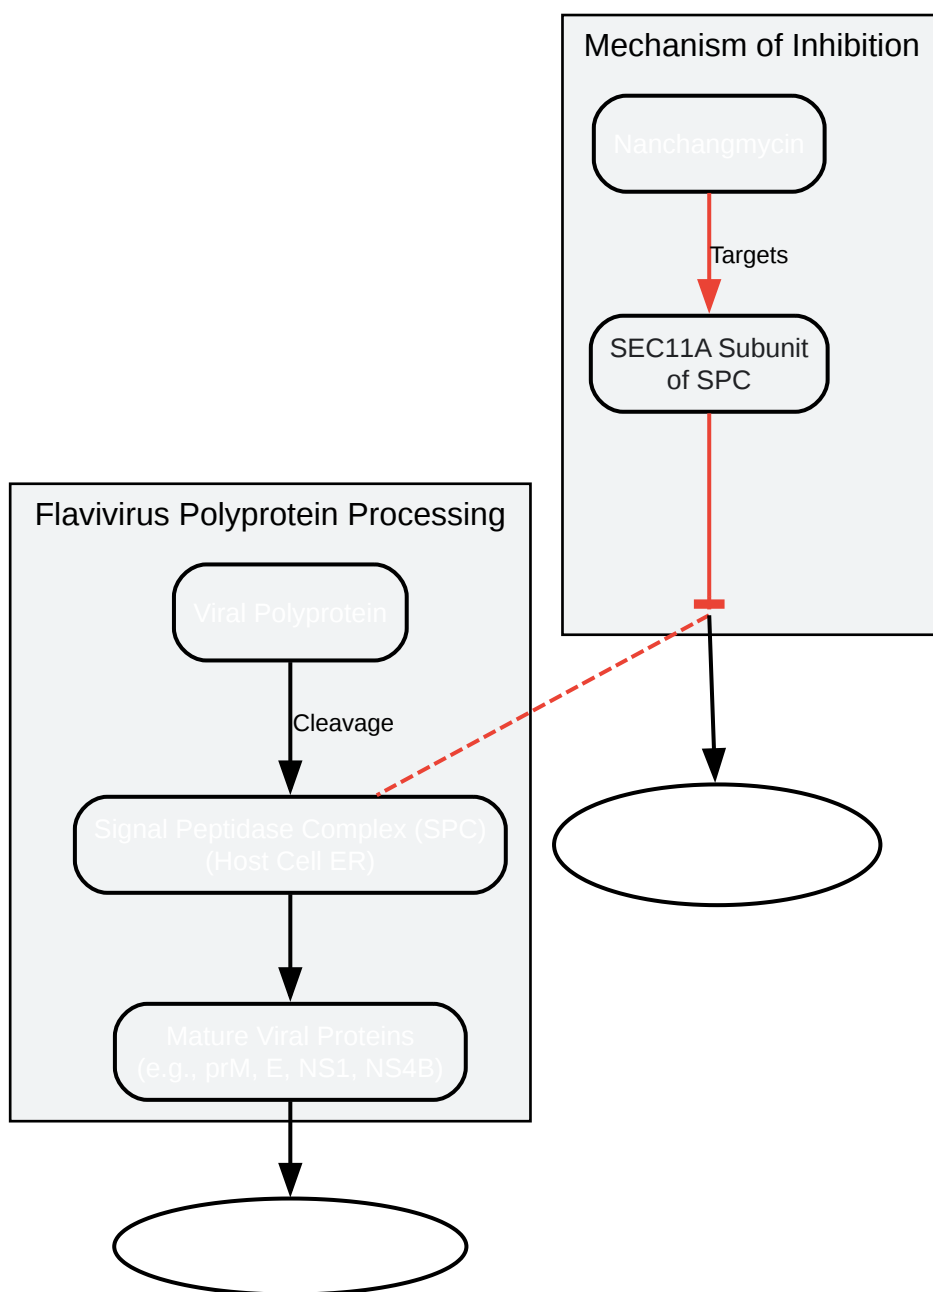 Mechanism of Inhibition
Nanchangmycin
Targets
SEC11A Subunit
of SPC
Flavivirus Polyprotein Processing
Viral Polyprotein
Cleavage
Signal Peptidase Complex (SPC)
(Host Cell ER)
Mature Viral Proteins
(e.g., prM, E, NS1, NS4B)